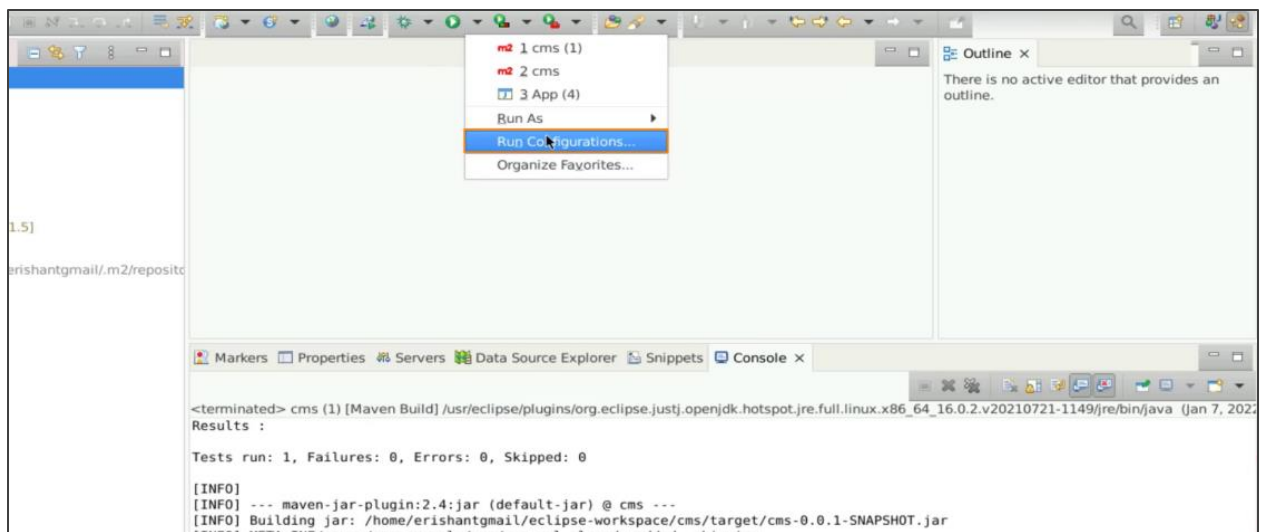 1 cms (1)
2 cms
3 App (4)
Run As
Run Configurations...
Organize Favorites...
Outline
There is no active editor that provides an
outline.
1.5]
erishantgmail/.m2/reposito
Markers Properties Servers Data Source Explorer Snippets Console
<terminated> cms (1) [Maven Build] /usr/eclipse/plugins/org.eclipse.justj.openjdk.hotspot.jre.full.linux.x86_64_16.0.2.v20210721-1149/jre/bin/java (Jan 7, 2022
Results :
Tests run: 1, Failures: 0, Errors: 0, Skipped: 0
[INFO]
[INFO] --- maven-jar-plugin:2.4:jar (default-jar) @ cms ---
[INFO] Building jar: /home/erishantgmail/eclipse-workspace/cms/target/cms-0.0.1-SNAPSHOT.jar